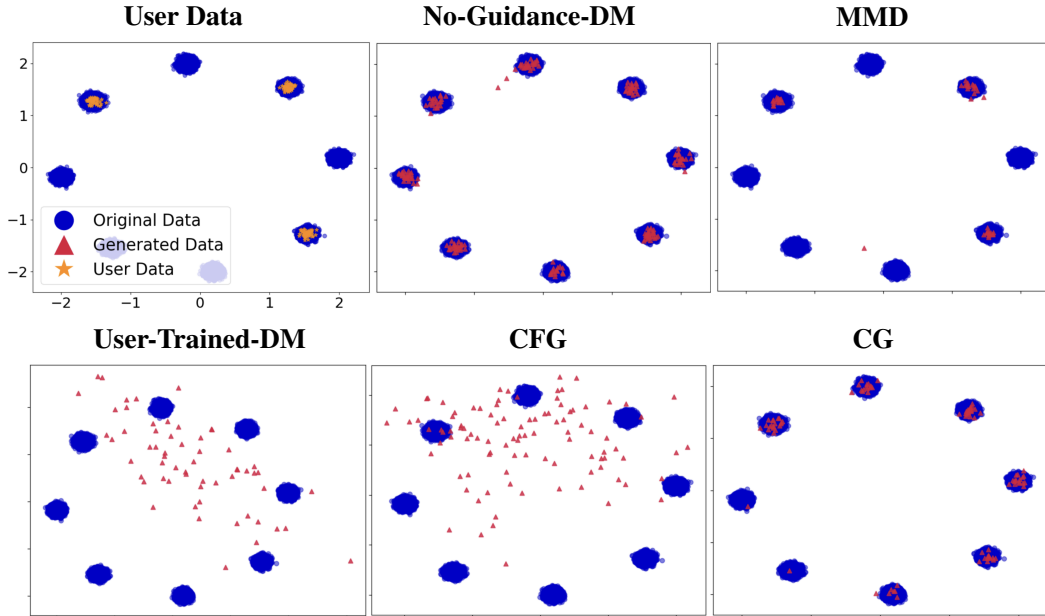 User Data No-Guidance-DM MMD
2
1
0
−1
−2
Original Data
Generated Data
User Data
−2 −1 0 1 2
User-Trained-DM CFG CG